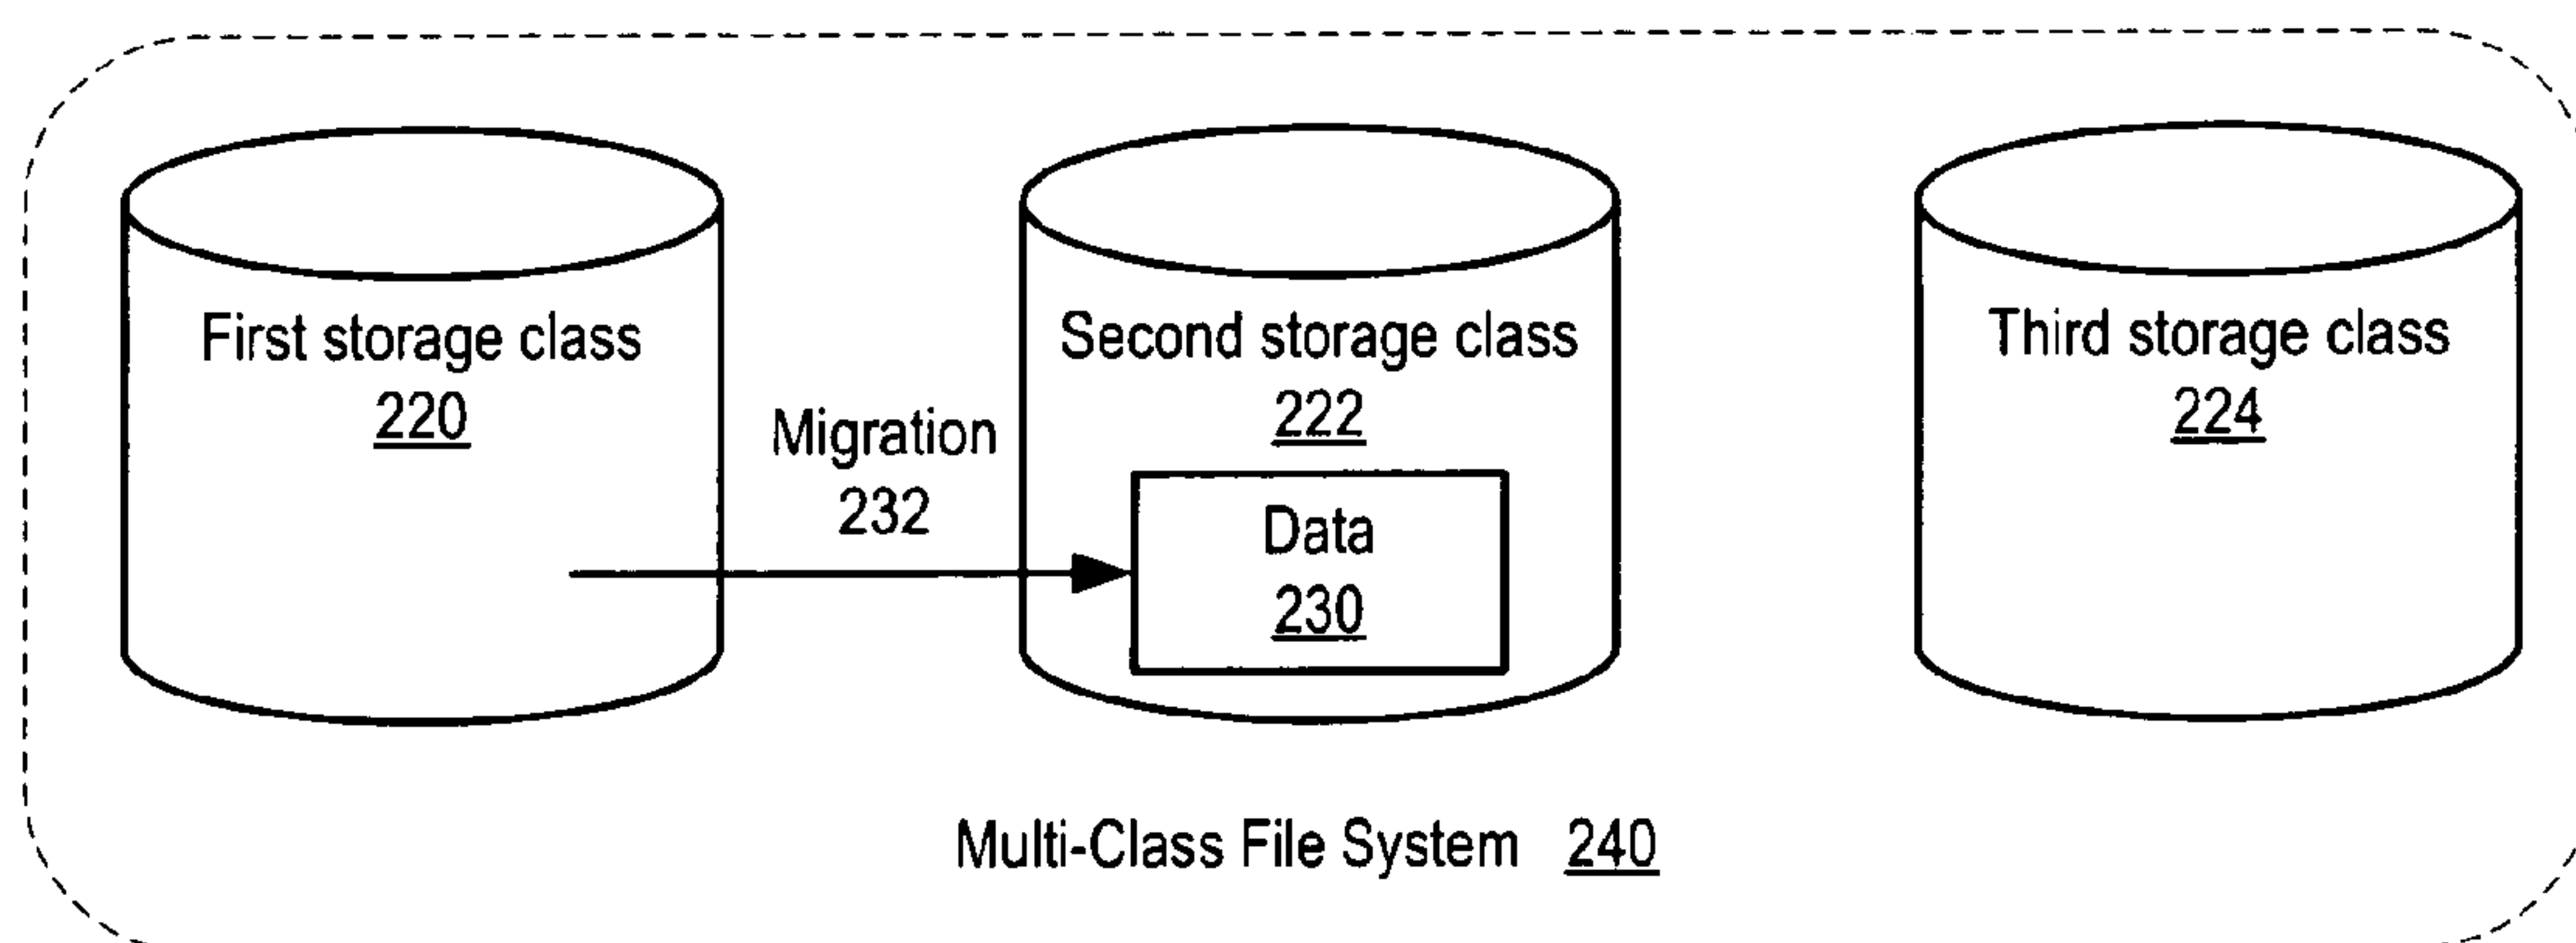 First storage class
220
Migration
232
Second storage class
222
Data
230
Third storage class
224
Multi-Class File System 240